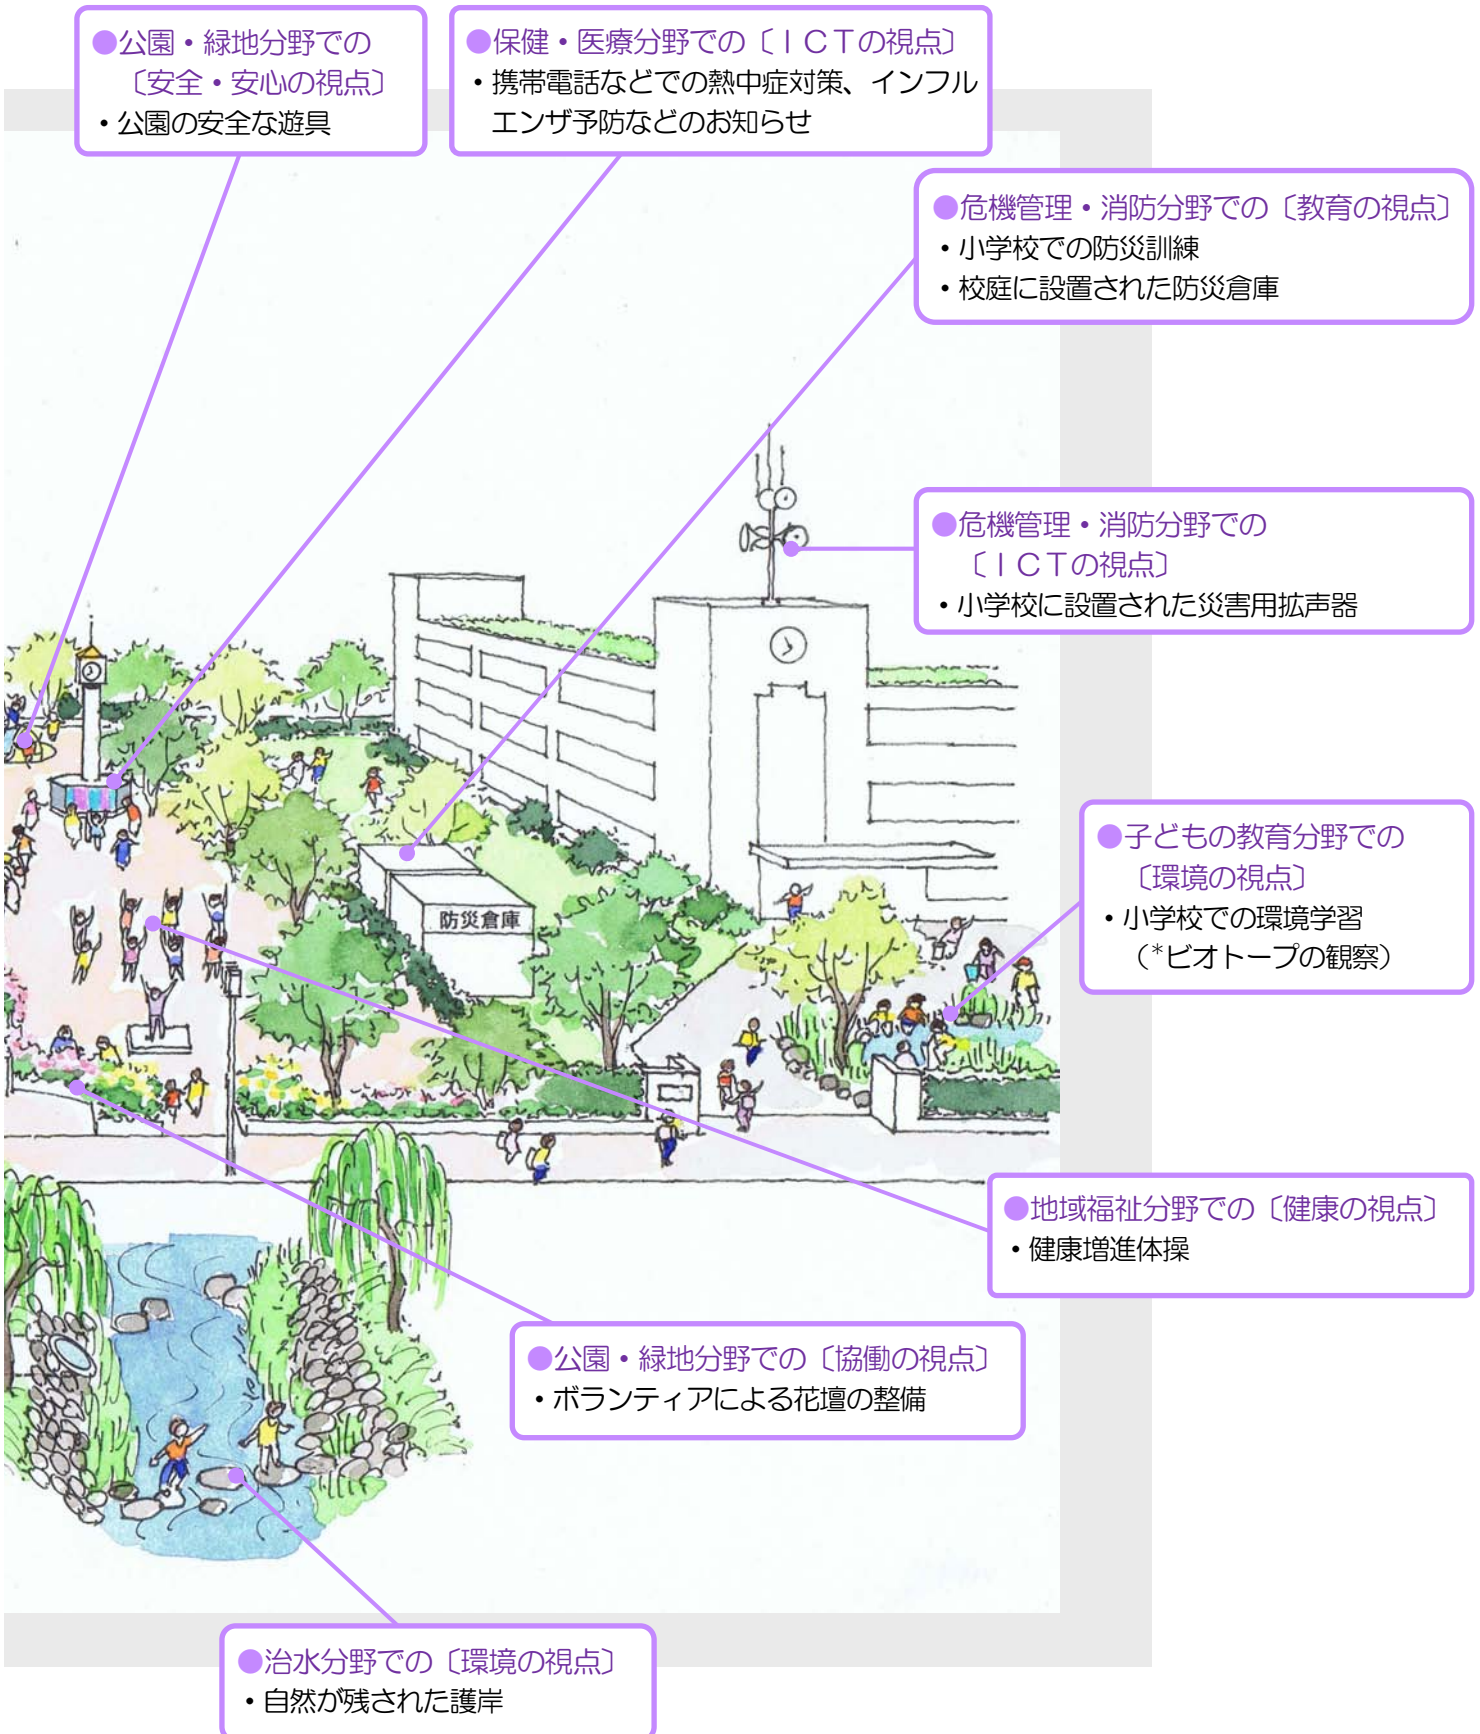 ●公園・緑地分野での
〔安全・安心の視点〕
・公園の安全な遊具
●保健・医療分野での〔ＩＣＴの視点〕
・携帯電話などでの熱中症対策、インフル
エンザ予防などのお知らせ
●危機管理・消防分野での〔教育の視点〕
・小学校での防災訓練
・校庭に設置された防災倉庫
●危機管理・消防分野での
〔ＩＣＴの視点〕
・小学校に設置された災害用拡声器
●子どもの教育分野での
〔環境の視点〕
・小学校での環境学習
（*ビオトープの観察）
防災倉庫
●地域福祉分野での〔健康の視点〕
・健康増進体操
●公園・緑地分野での〔協働の視点〕
・ボランティアによる花壇の整備
●治水分野での〔環境の視点〕
・自然が残された護岸